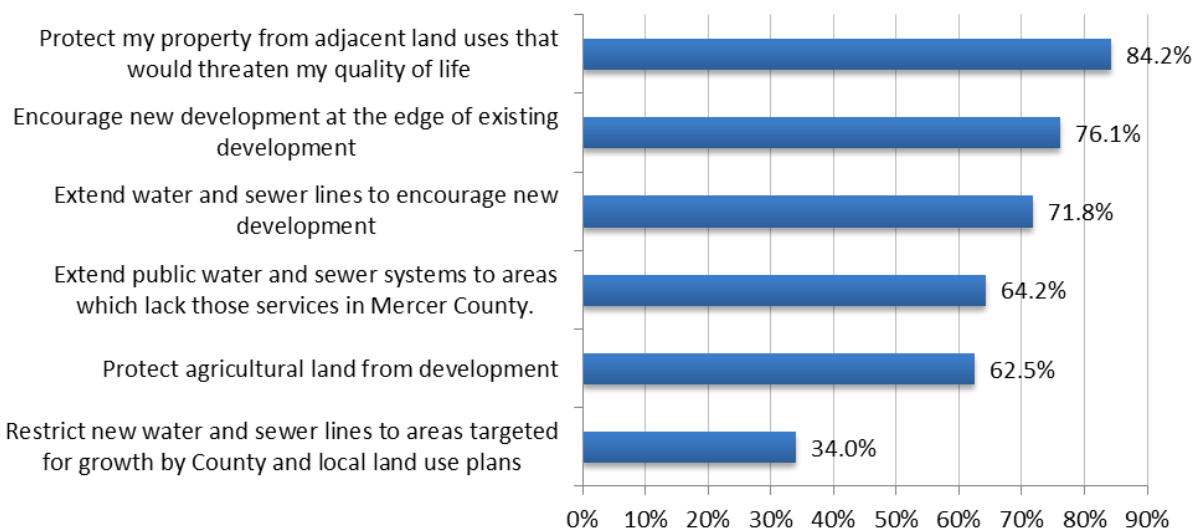 Protect my property from adjacent land uses that
would threaten my quality of life
84.2%
Encourage new development at the edge of existing
development
76.1%
Extend water and sewer lines to encourage new
development
71.8%
Extend public water and sewer systems to areas
which lack those services in Mercer County.
64.2%
Protect agricultural land from development
62.5%
Restrict new water and sewer lines to areas targeted
for growth by County and local land use plans
34.0%
0% 10% 20% 30% 40% 50% 60% 70% 80% 90%